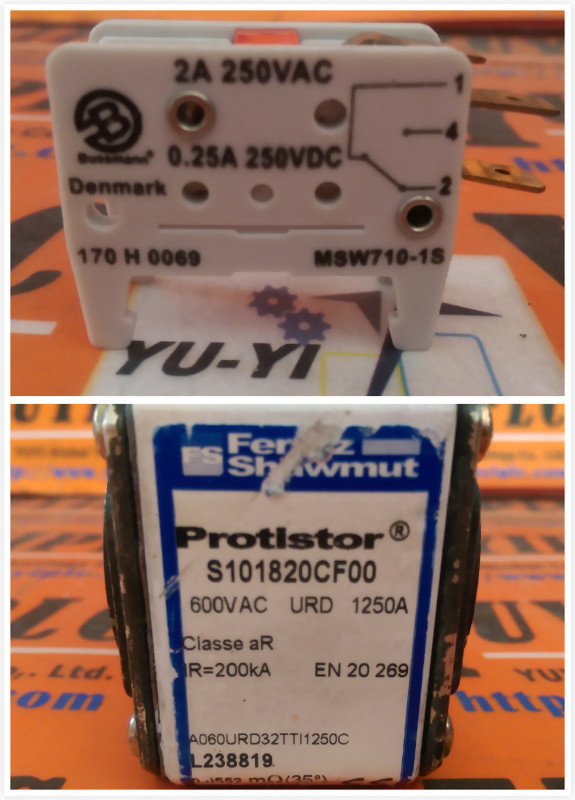 2A 250VAC
1
Bussmann®
0.25A 250VDC
4
Denmark
2
170 H 0069
MSW710-1S
YU-YI
FS Ferraz
Shawmut
Protistor®
S101820CF00
600VAC URD 1250A
Classe aR
IR=200kA EN 20 269
A060URD32TTI1250C
L238819